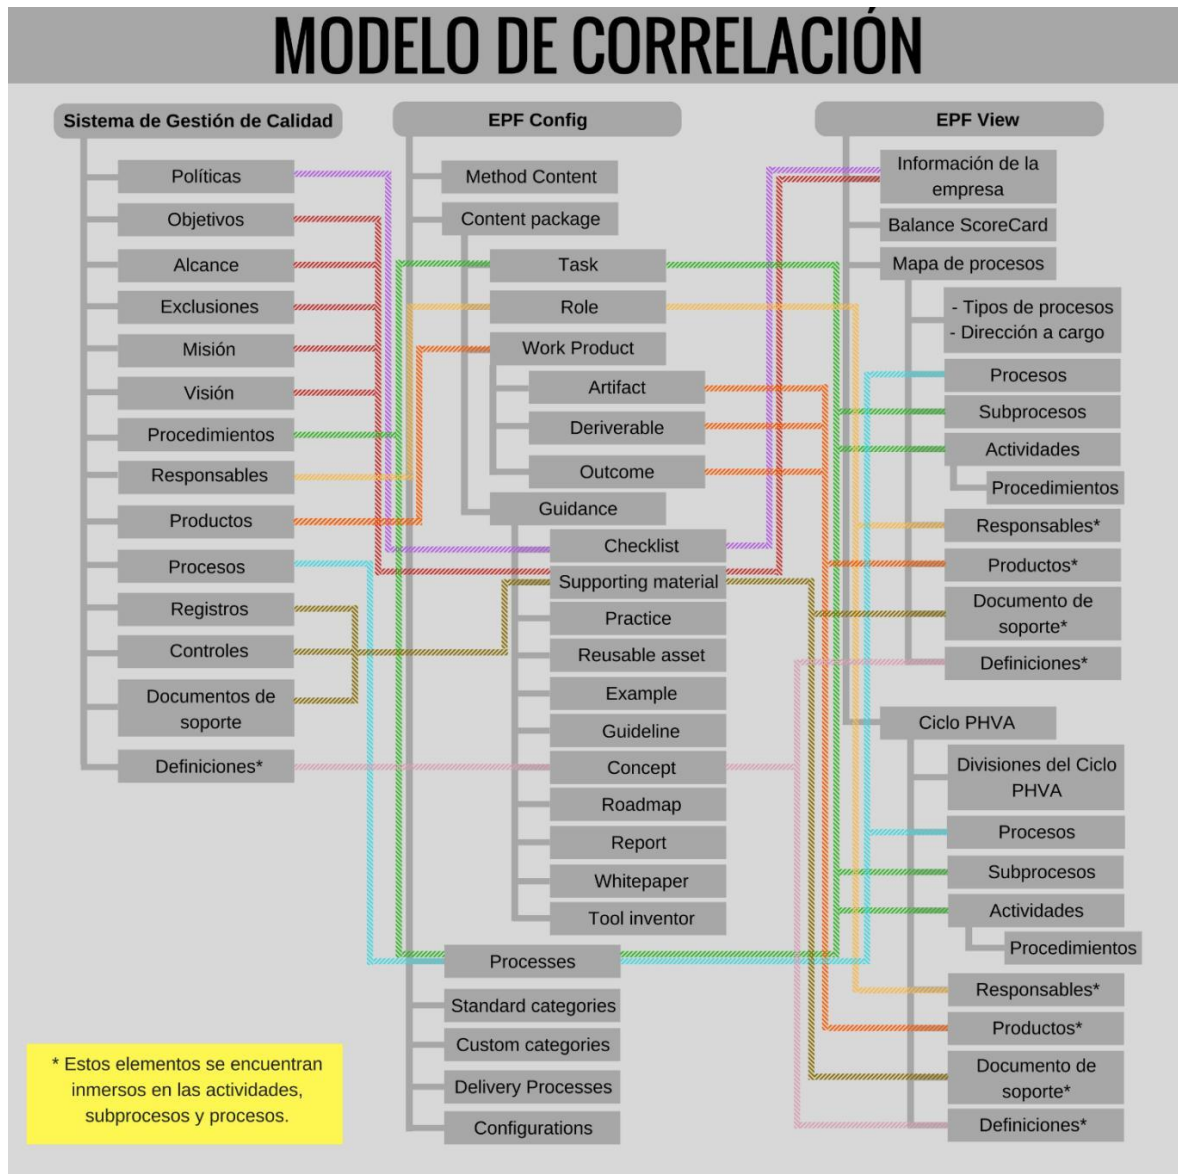 MODELO DE CORRELACIÓN
Sistema de Gestión de Calidad
Políticas
Objetivos
Alcance
Exclusiones
Misión
Visión
Procedimientos
Responsables
Productos
Procesos
Registros
Controles
Documentos de
soporte
Definiciones*
* Estos elementos se encuentran
inmersos en las actividades,
subprocesos y procesos.
EPF Config
Method Content
Content package
Task
Role
Work Product
Artifact
Deriverable
Outcome
Guidance
Checklist
Supporting material
Practice
Reusable asset
Example
Guideline
Concept
Roadmap
Report
Whitepaper
Tool inventor
Processes
Standard categories
Custom categories
Delivery Processes
Configurations
EPF View
Información de la
empresa
Balance ScoreCard
Mapa de procesos
- Tipos de procesos
- Dirección a cargo
Procesos
Subprocesos
Actividades
Procedimientos
Responsables*
Productos*
Documento de
soporte*
Definiciones*
Ciclo PHVA
Divisiones del Ciclo
PHVA
Procesos
Subprocesos
Actividades
Procedimientos
Responsables*
Productos*
Documento de
soporte*
Definiciones*